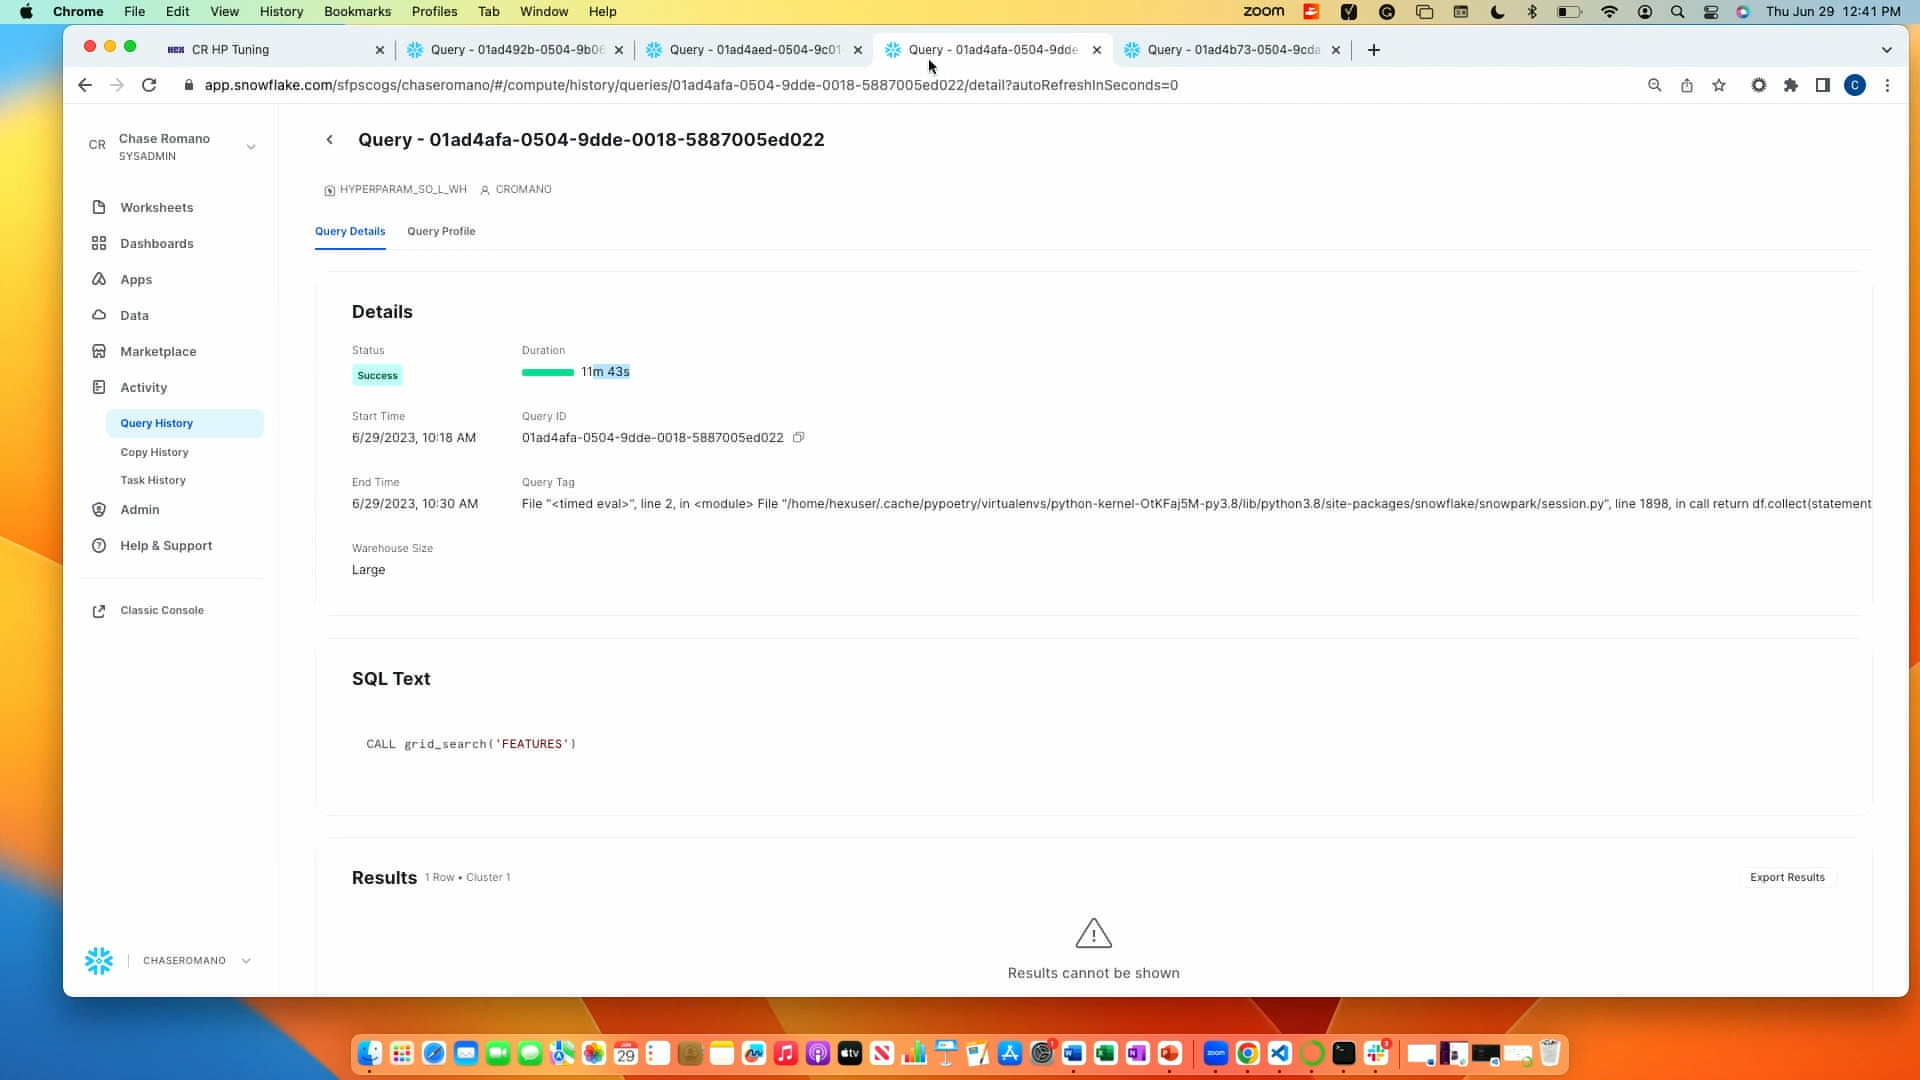 Chrome File Edit View History Bookmarks Profiles Tab Window Help zoom Thu Jun 29 12:41 PM
HEX CR HP Tuning Query - 01ad492b-0504-9b06 Query - 01ad4aed-0504-9c01 Query - 01ad4afa-0504-9dde Query - 01ad4b73-0504-9cda
app.snowflake.com/sfpscogs/chaseromano/#/compute/history/queries/01ad4afa-0504-9dde-0018-5887005ed022/detail?autoRefreshInSeconds=0 C
CR Chase Romano
SYSADMIN
Worksheets
Dashboards
Apps
Data
Marketplace
Activity
Query History
Copy History
Task History
Admin
Help & Support
Classic Console
CHASEROMANO
Query - 01ad4afa-0504-9dde-0018-5887005ed022
HYPERPARAM_SO_L_WH CROMANO
Query Details Query Profile
Details
Status Duration
Success 11m 43s
Start Time Query ID
6/29/2023, 10:18 AM 01ad4afa-0504-9dde-0018-5887005ed022
End Time Query Tag
6/29/2023, 10:30 AM File "<timed eval>", line 2, in <module> File "/home/hexuser/.cache/pypoetry/virtualenvs/python-kernel-OtKFaj5M-py3.8/lib/python3.8/site-packages/snowflake/snowpark/session.py", line 1898, in call return df.collect(statement
Warehouse Size
Large
SQL Text
CALL grid_search('FEATURES')
Results 1 Row • Cluster 1 Export Results
Results cannot be shown
JUN
29
tv
zoom